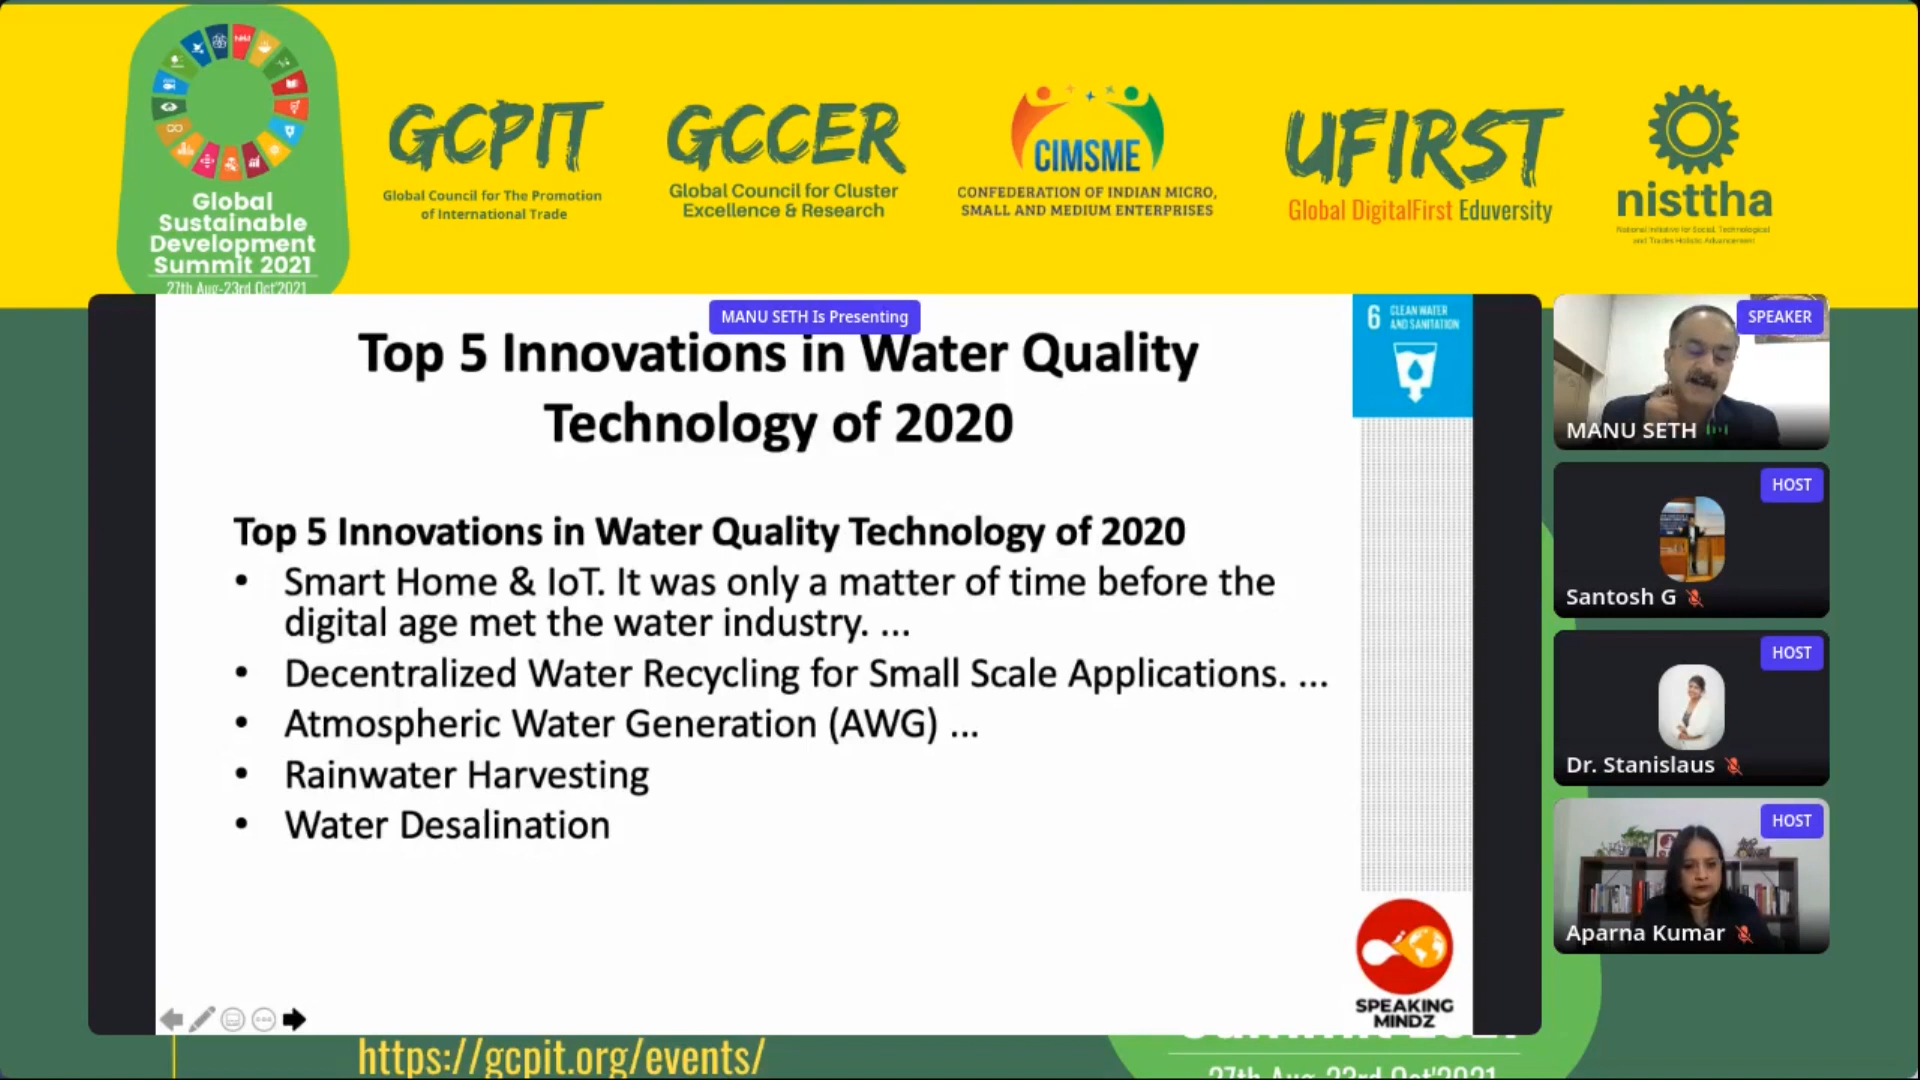 Global
Sustainable
Development
Summit 2021
27th Aug-23rd Oct'2021
GCPIT
Global Council for The Promotion
of International Trade
GCCER
Global Council for Cluster
Excellence & Research
CIMSME
CONFEDERATION OF INDIAN MICRO,
SMALL AND MEDIUM ENTERPRISES
UFIRST
Global DigitalFirst Eduversity
nisttha
National Initiative for Social, Technological
and Trades Holistic Advancement
MANU SETH Is Presenting
Top 5 Innovations in Water Quality
Technology of 2020
6 CLEAN WATER
AND SANITATION
Top 5 Innovations in Water Quality Technology of 2020
• Smart Home & IoT. It was only a matter of time before the
digital age met the water industry. ...
• Decentralized Water Recycling for Small Scale Applications. ...
• Atmospheric Water Generation (AWG) ...
• Rainwater Harvesting
• Water Desalination
SPEAKING
MINDZ
SPEAKER
MANU SETH
HOST
Santosh G
HOST
Dr. Stanislaus
HOST
Aparna Kumar
https://gcpit.org/events/
Summit 2021
27th Aug-23rd Oct'2021